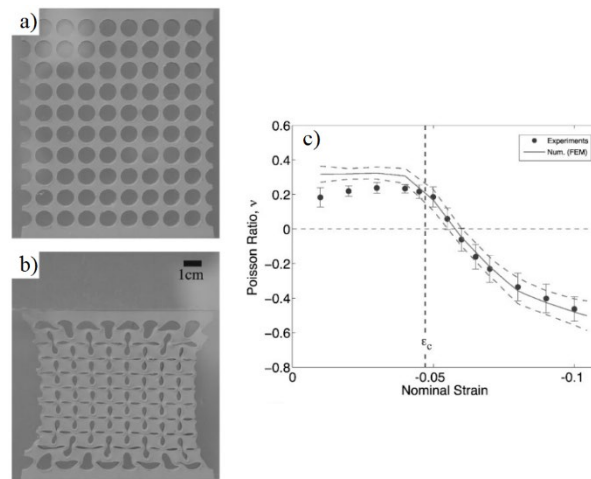 a)
b)
1cm
c)
Experiments
Num. (FEM)
Poisson Ratio, ν
0.6
0.4
0.2
0
-0.2
-0.4
-0.6
-0.8
εc
0
-0.05
-0.1
Nominal Strain